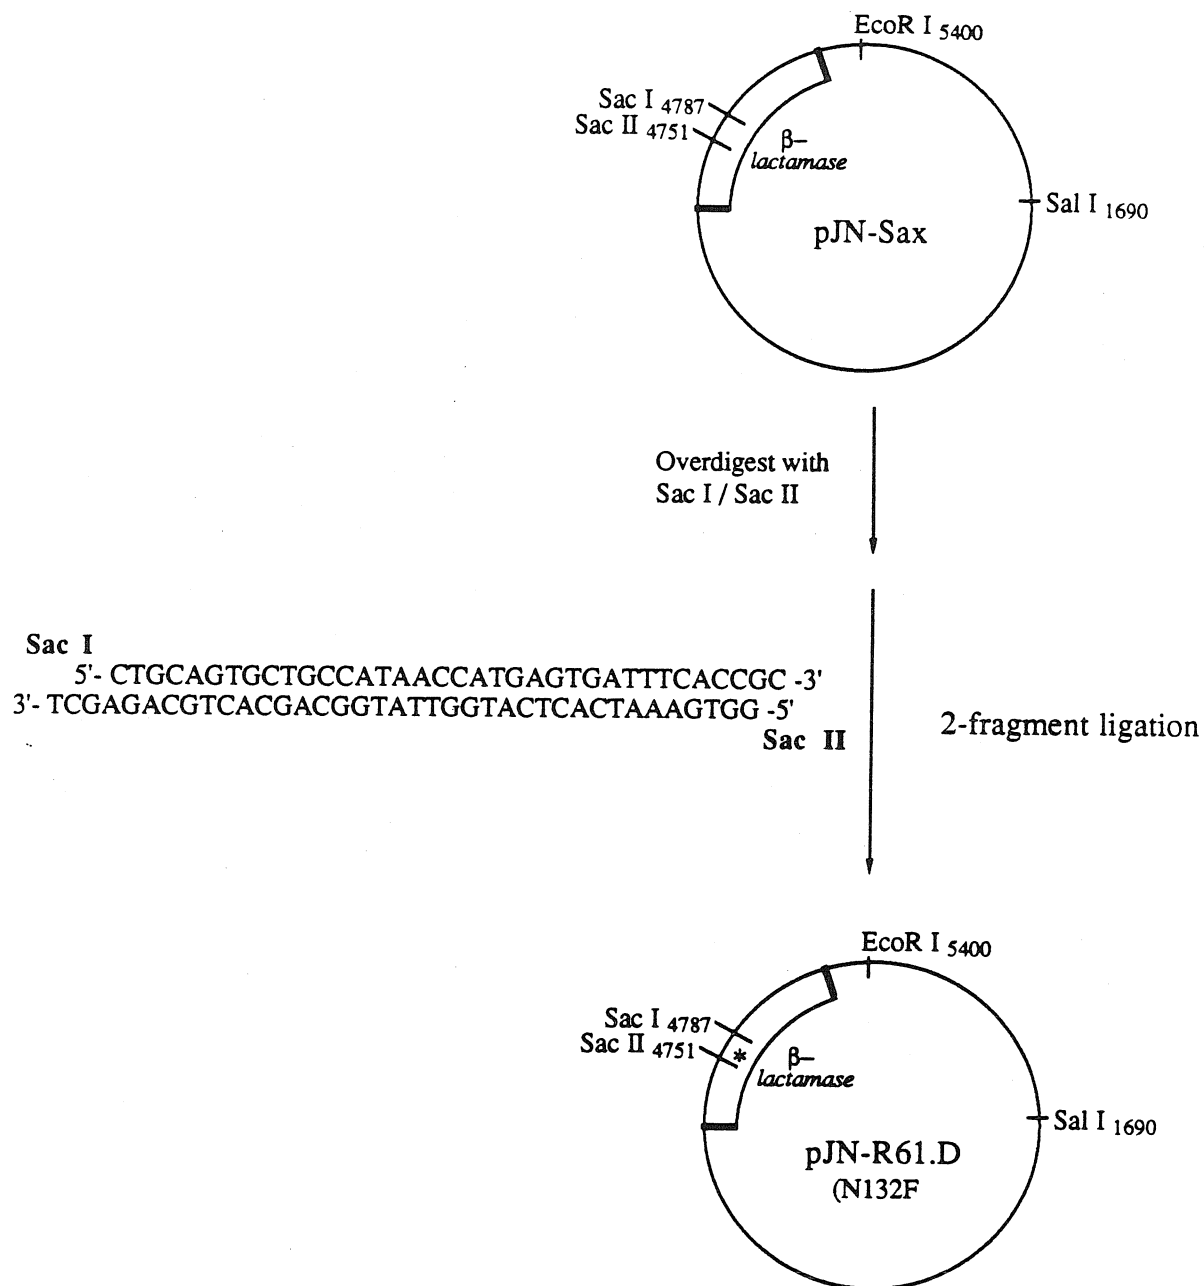 EcoR I 5400
Sac I 4787
Sac II 4751
β–
lactamase
Sal I 1690
pJN-Sax
Overdigest with
Sac I / Sac II
Sac I
5'- CTGCAGTGCTGCCATAACCATGAGTGATTTCACCGC -3'
3'- TCGAGACGTCACGACGGTATTGGTACTCACTAAAGTGG -5'
Sac II
2-fragment ligation
EcoR I 5400
Sac I 4787
Sac II 4751
*
β–
lactamase
Sal I 1690
pJN-R61.D
(N132F